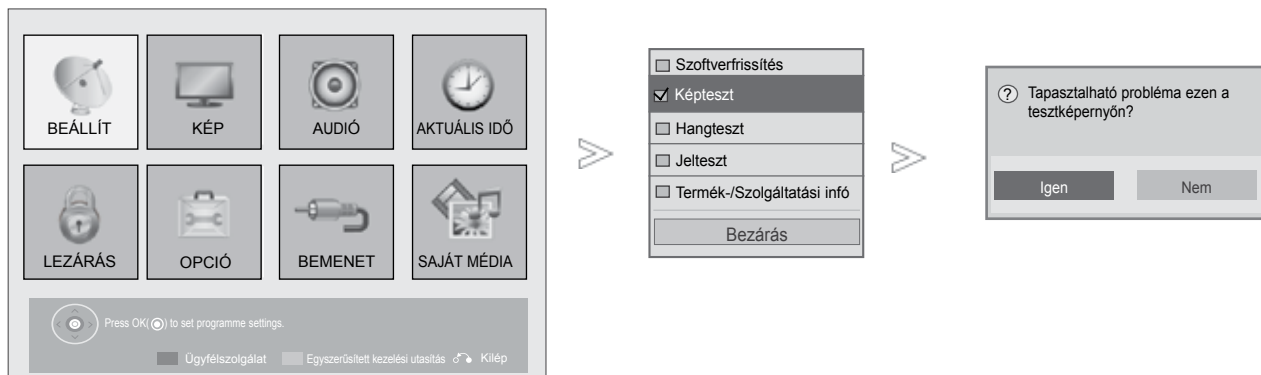 BEÁLLÍT
KÉP
AUDIÓ
AKTUÁLIS IDŐ
LEZÁRÁS
OPCIÓ
BEMENET
SAJÁT MÉDIA
Press OK(◉) to set programme settings.
Ügyfélszolgálat Egyszerűsített kezelési utasítás Kilép
Szoftverfrissítés
Képteszt
Hangteszt
Jelteszt
Termék-/Szolgáltatási infó
Bezárás
? Tapasztalható probléma ezen a
tesztképernyőn?
Igen Nem